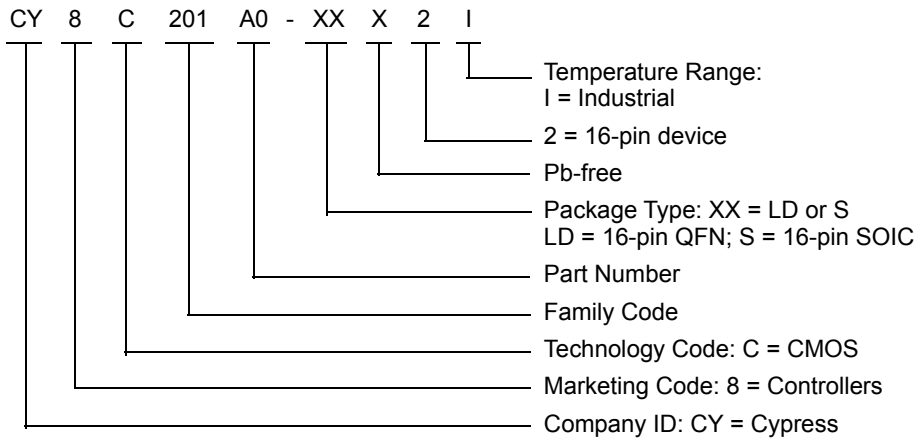 CY 8 C 201 A0 - XX X 2 I
Temperature Range:
I = Industrial
2 = 16-pin device
Pb-free
Package Type: XX = LD or S
LD = 16-pin QFN; S = 16-pin SOIC
Part Number
Family Code
Technology Code: C = CMOS
Marketing Code: 8 = Controllers
Company ID: CY = Cypress